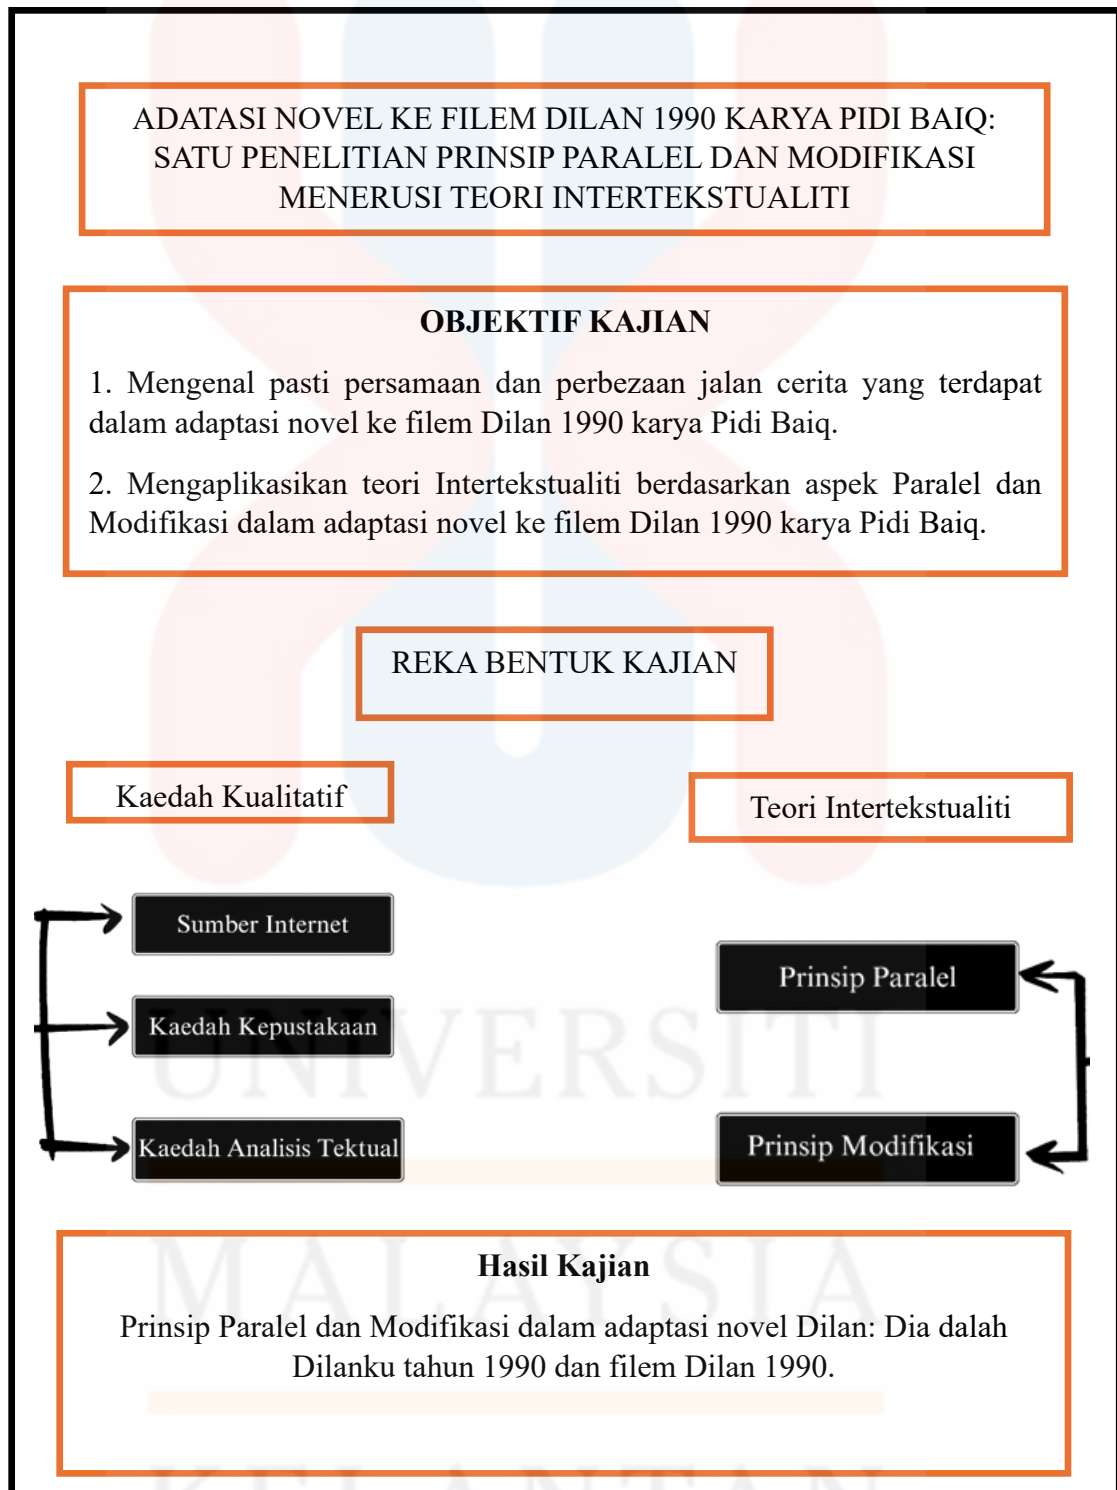 ADATASI NOVEL KE FILEM DILAN 1990 KARYA PIDI BAIQ:
SATU PENELITIAN PRINSIP PARALEL DAN MODIFIKASI
MENERUSI TEORI INTERTEKSTUALITI
OBJEKTIF KAJIAN
1. Mengenal pasti persamaan dan perbezaan jalan cerita yang terdapat
dalam adaptasi novel ke filem Dilan 1990 karya Pidi Baiq.
2. Mengaplikasikan teori Intertekstualiti berdasarkan aspek Paralel dan
Modifikasi dalam adaptasi novel ke filem Dilan 1990 karya Pidi Baiq.
REKA BENTUK KAJIAN
Kaedah Kualitatif
Teori Intertekstualiti
Sumber Internet
Kaedah Kepustakaan
Kaedah Analisis Tektual
Prinsip Paralel
Prinsip Modifikasi
Hasil Kajian
Prinsip Paralel dan Modifikasi dalam adaptasi novel Dilan: Dia dalah
Dilanku tahun 1990 dan filem Dilan 1990.
UNIVERSITI
MALAYSIA
KELANTAN